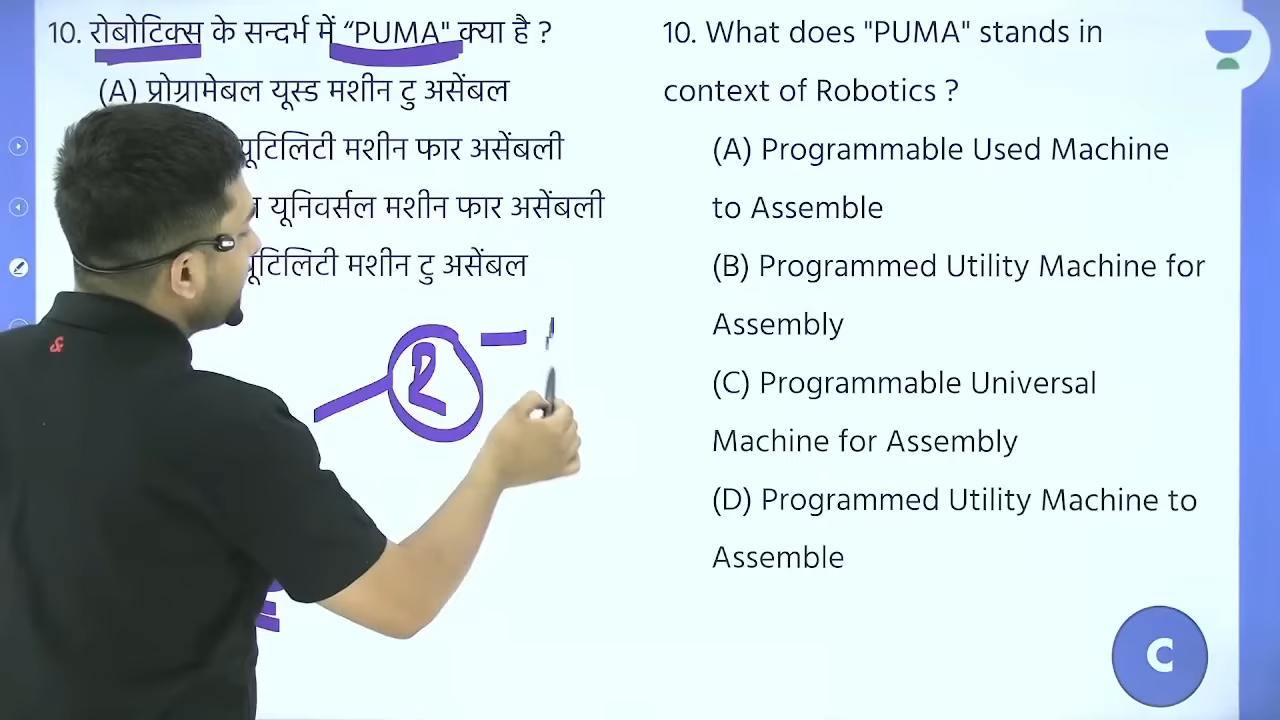 10. रोबोटिक्स के सन्दर्भ में “PUMA" क्या है ?
(A) प्रोग्रामेबल यूस्ड मशीन टु असेंबल
यूटिलिटी मशीन फार असेंबली
यूनिवर्सल मशीन फार असेंबली
यूटिलिटी मशीन टु असेंबल
2
10. What does "PUMA" stands in
context of Robotics ?
(A) Programmable Used Machine
to Assemble
(B) Programmed Utility Machine for
Assembly
(C) Programmable Universal
Machine for Assembly
(D) Programmed Utility Machine to
Assemble
C